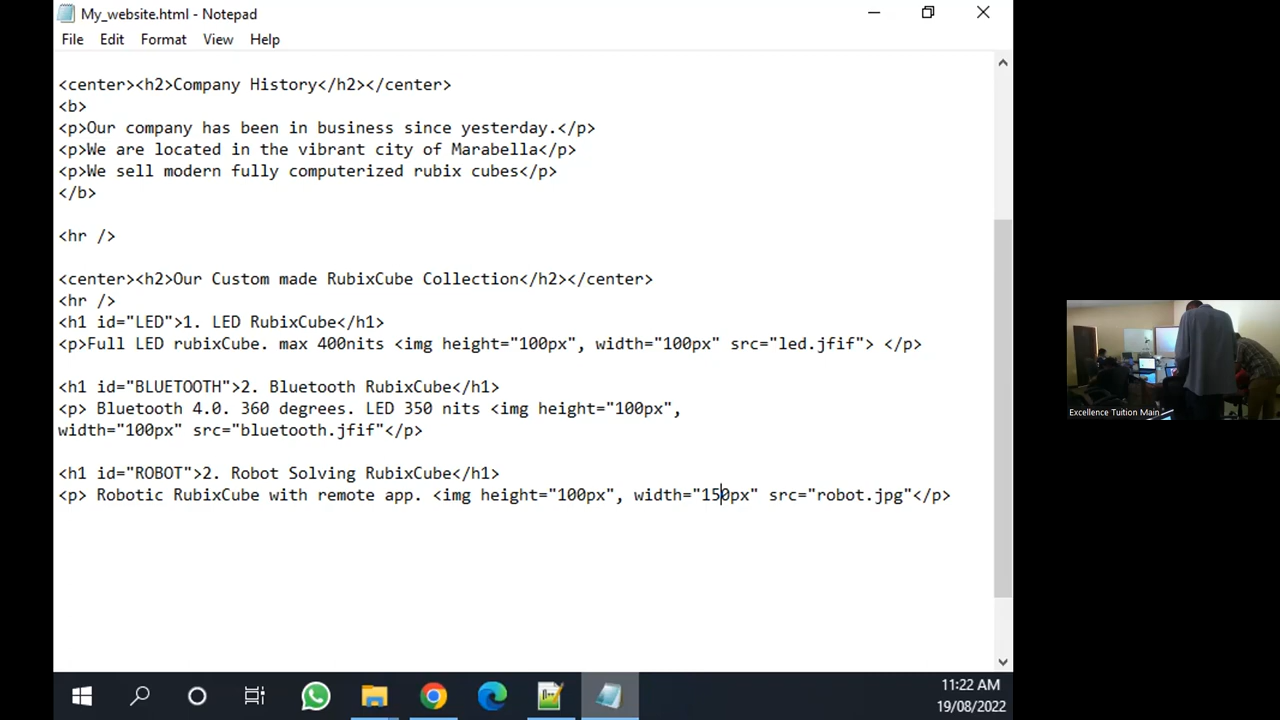 My_website.html - Notepad
File Edit Format View Help
<center><h2>Company History</h2></center>
<b>
<p>Our company has been in business since yesterday.</p>
<p>We are located in the vibrant city of Marabella</p>
<p>We sell modern fully computerized rubix cubes</p>
</b>
<hr />
<center><h2>Our Custom made RubixCube Collection</h2></center>
<hr />
<h1 id="LED">1. LED RubixCube</h1>
<p>Full LED rubixCube. max 400nits <img height="100px", width="100px" src="led.jfif"> </p>
<h1 id="BLUETOOTH">2. Bluetooth RubixCube</h1>
<p> Bluetooth 4.0. 360 degrees. LED 350 nits <img height="100px",
width="100px" src="bluetooth.jfif"</p>
<h1 id="ROBOT">2. Robot Solving RubixCube</h1>
<p> Robotic RubixCube with remote app. <img height="100px", width="150px" src="robot.jpg"</p>
Excellence Tuition Main
11:22 AM
19/08/2022